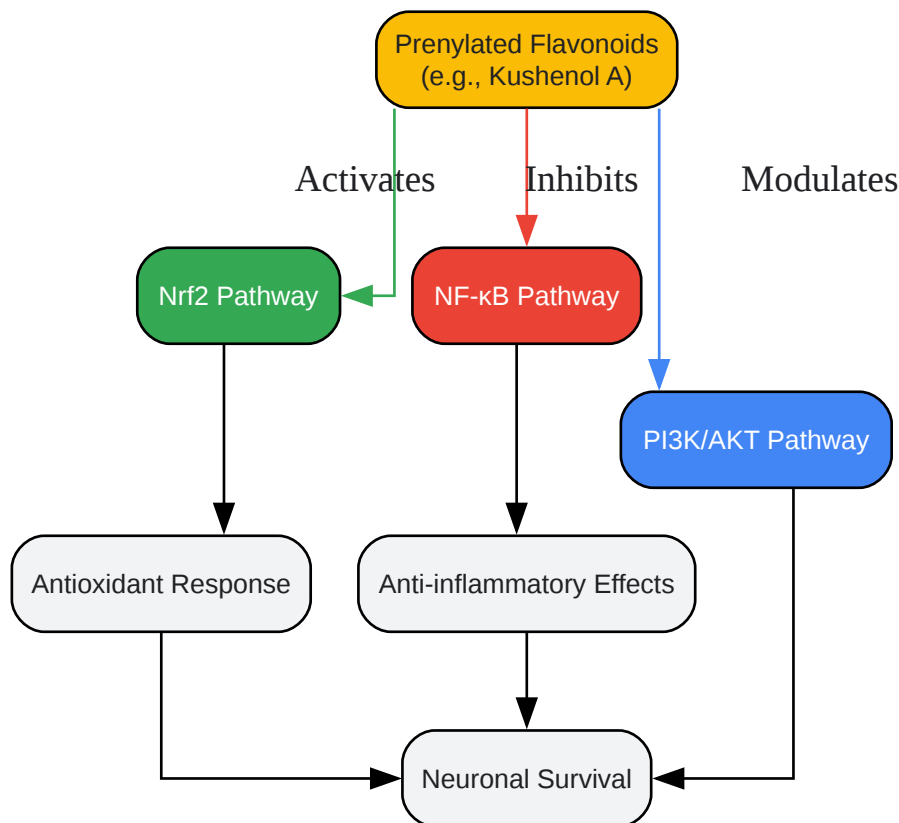 Prenylated Flavonoids
(e.g., Kushenol A)
Activates
Inhibits
Modulates
Nrf2 Pathway
NF-κB Pathway
PI3K/AKT Pathway
Antioxidant Response
Anti-inflammatory Effects
Neuronal Survival